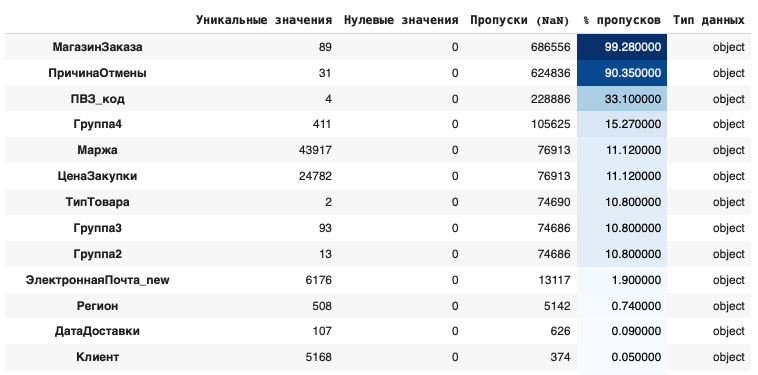 Уникальные значения Нулевые значения Пропуски (NaN) % пропусков Тип данных
МагазинЗаказа 89 0 686556 99.280000 object
ПричинаОтмены 31 0 624836 90.350000 object
ПВЗ_код 4 0 228886 33.100000 object
Группа4 411 0 105625 15.270000 object
Маржа 43917 0 76913 11.120000 object
ЦенаЗакупки 24782 0 76913 11.120000 object
ТипТовара 2 0 74690 10.800000 object
Группа3 93 0 74686 10.800000 object
Группа2 13 0 74686 10.800000 object
ЭлектроннаяПочта_new 6176 0 13117 1.900000 object
Регион 508 0 5142 0.740000 object
ДатаДоставки 107 0 626 0.090000 object
Клиент 5168 0 374 0.050000 object